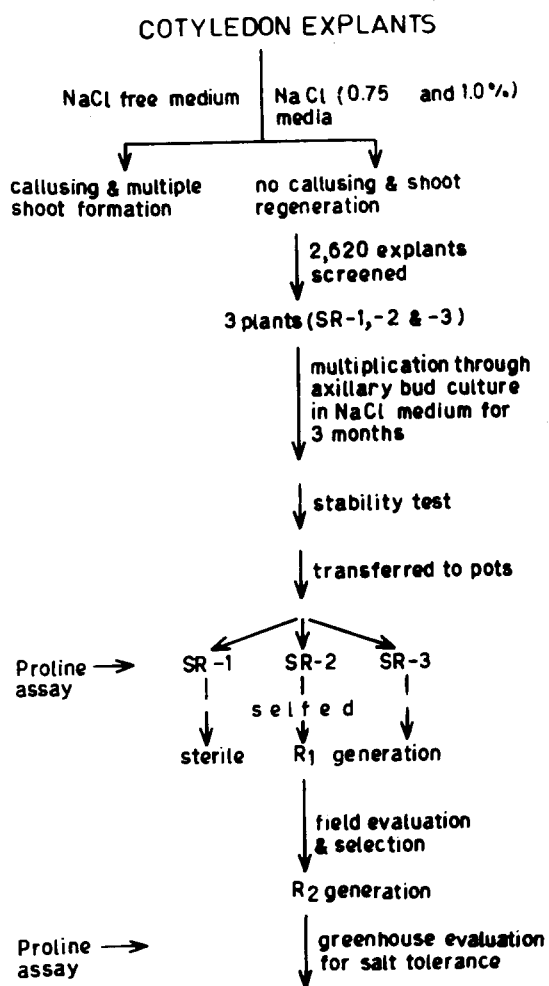 COTYLEDON EXPLANTS
NaCl free medium
NaCl (0.75 and 1.0%)
media
callusing & multiple
shoot formation
no callusing & shoot
regeneration
2,620 explants
screened
3 plants (SR-1,-2 & -3)
multiplication through
axillary bud culture
in NaCl medium for
3 months
stability test
transferred to pots
Proline
assay
SR-1 SR-2 SR-3
selfed
sterile R1 generation
field evaluation
& selection
R2 generation
Proline
assay
greenhouse evaluation
for salt tolerance